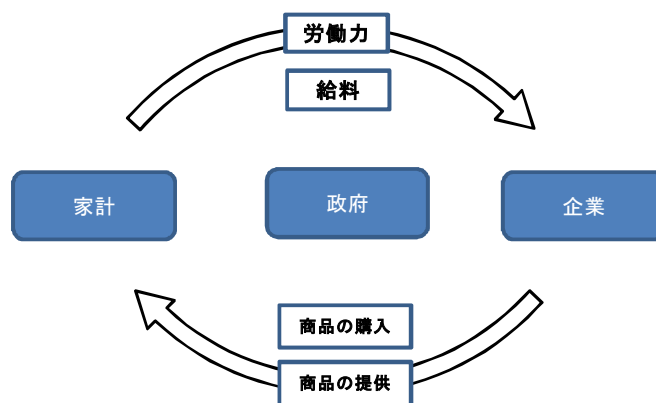 労働力
給料
家計
政府
企業
商品の購入
商品の提供